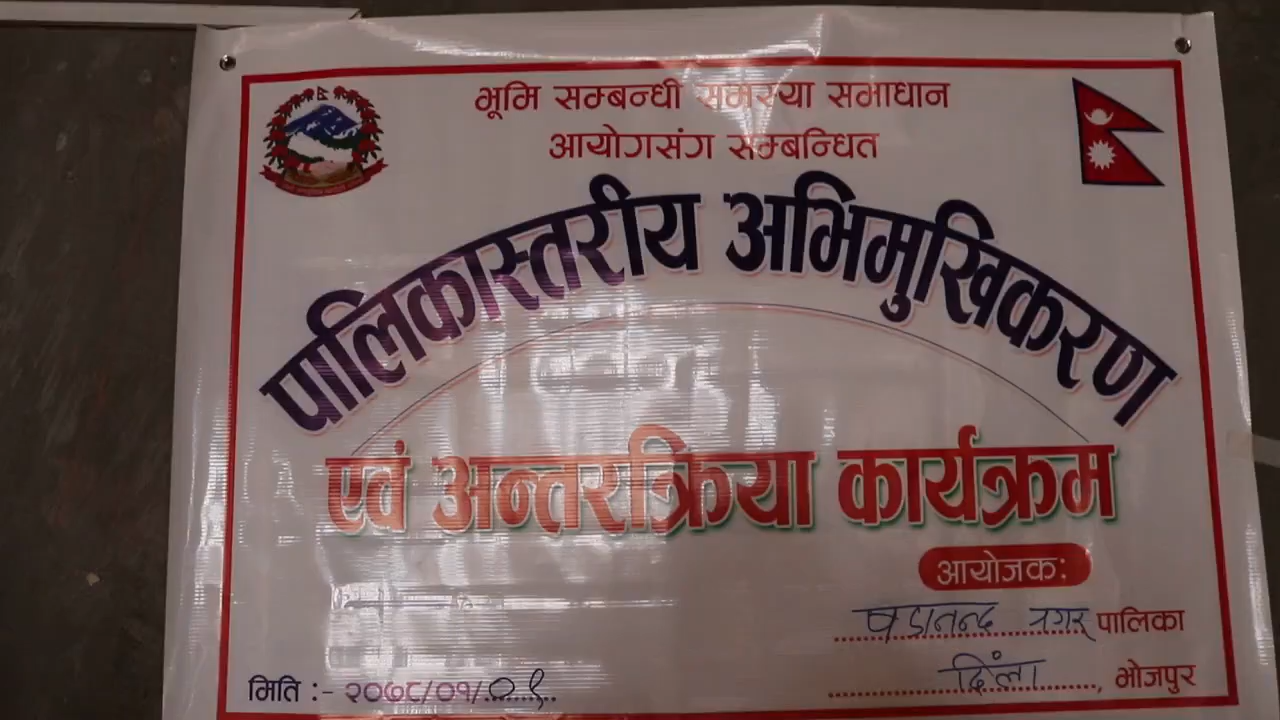 भूमि सम्बन्धी समस्या समाधान
आयोगसंग सम्बन्धित
पालिकास्तरीय अभिमुखिकरण
एवं अन्तरक्रिया कार्यक्रम
आयोजक:
षडानन्द नगर पालिका
दिंला, भोजपुर
मिति :- २०७८/०१/०९